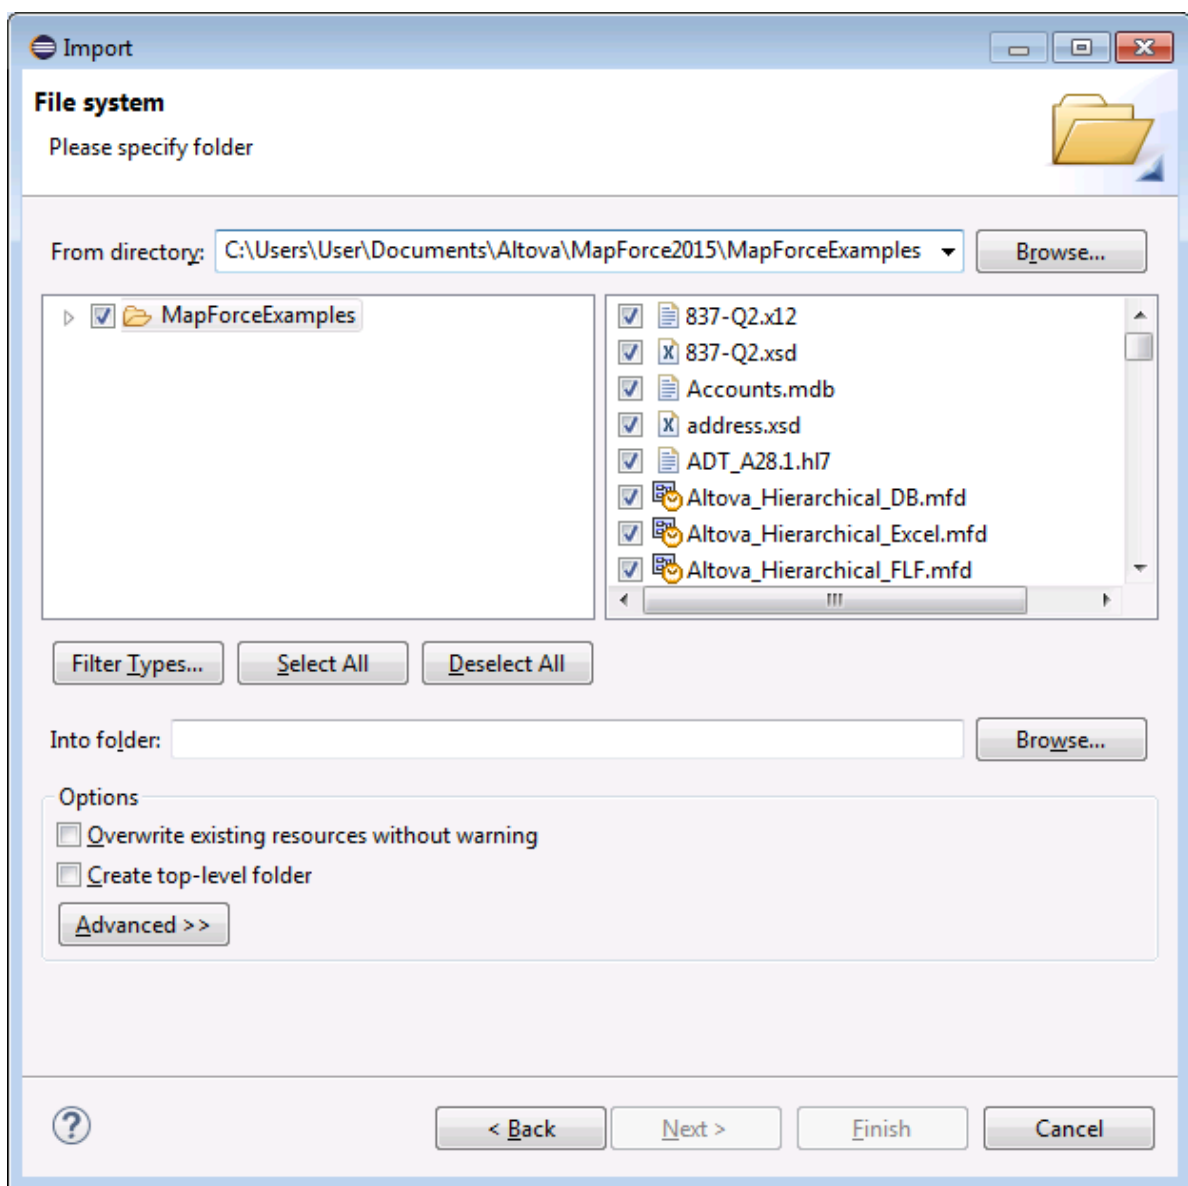 Import
File system
Please specify folder
From directory: C:\Users\User\Documents\Altova\MapForce2015\MapForceExamples Browse...
MapForceExamples
837-Q2.x12
837-Q2.xsd
Accounts.mdb
address.xsd
ADT_A28.1.hl7
Altova_Hierarchical_DB.mfd
Altova_Hierarchical_Excel.mfd
Altova_Hierarchical_FLF.mfd
Filter Types... Select All Deselect All
Into folder: Browse...
Options
Overwrite existing resources without warning
Create top-level folder
Advanced >>
? < Back Next > Finish Cancel